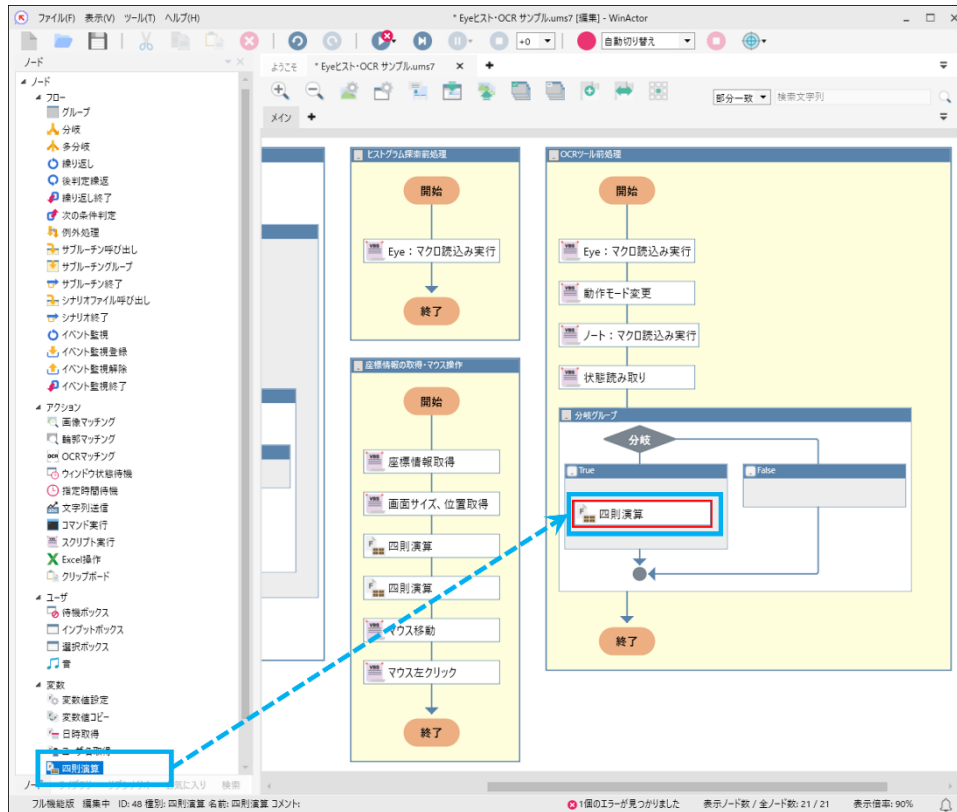 ファイル(F) 表示(V) ツール(T) ヘルプ(H)
* Eyeヒスト・OCR サンプル.ums7 [編集] - WinActor
+0
自動切り替え
ノード
ようこそ
* Eyeヒスト・OCR サンプル.ums7
部分一致
検索文字列
メイン
ノード
フロー
グループ
分岐
多分岐
繰り返し
後判定繰返
繰り返し終了
次の条件判定
例外処理
サブルーチン呼び出し
サブルーチングループ
サブルーチン終了
シナリオファイル呼び出し
シナリオ終了
イベント監視
イベント監視登録
イベント監視解除
イベント監視終了
アクション
画像マッチング
輪郭マッチング
OCRマッチング
ウィンドウ状態待機
指定時間待機
文字列送信
コマンド実行
スクリプト実行
Excel操作
クリップボード
ユーザ
待機ボックス
インプットボックス
選択ボックス
音
変数
変数値設定
変数値コピー
日時取得
四則演算
検索
ヒストグラム探索前処理
開始
Eye：マクロ読込み実行
終了
座標情報の取得・マウス操作
開始
座標情報取得
画面サイズ、位置取得
四則演算
四則演算
マウス移動
マウス左クリック
終了
OCRツール前処理
開始
Eye：マクロ読込み実行
動作モード変更
ノート：マクロ読込み実行
状態読み取り
分岐グループ
分岐
True
False
四則演算
終了
フル機能版 編集中 ID: 48 種別: 四則演算 名前: 四則演算 コメント:
1個のエラーが見つかりました
表示ノード数 / 全ノード数: 21 / 21
表示倍率: 90%